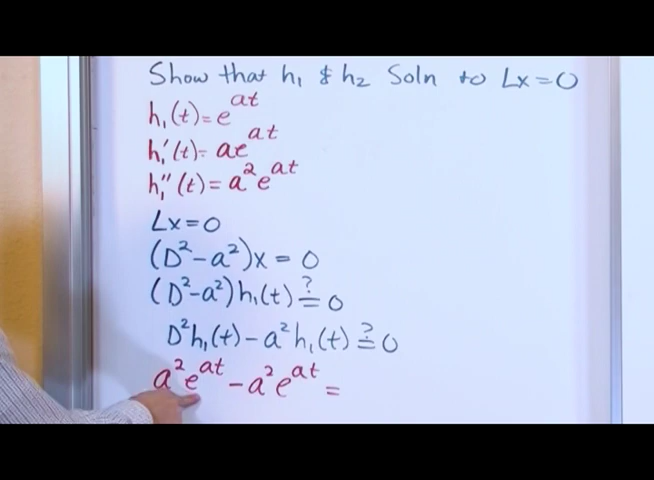 Show that h₁ & h₂ Soln to Lx=0
h₁(t)=e^{at}
h₁'(t)=ae^{at}
h₁''(t)=a²e^{at}
Lx=0
(D²-a²)x=0
(D²-a²)h₁(t)≟0
D²h₁(t)-a²h₁(t)≟0
a²e^{at}-a²e^{at}=